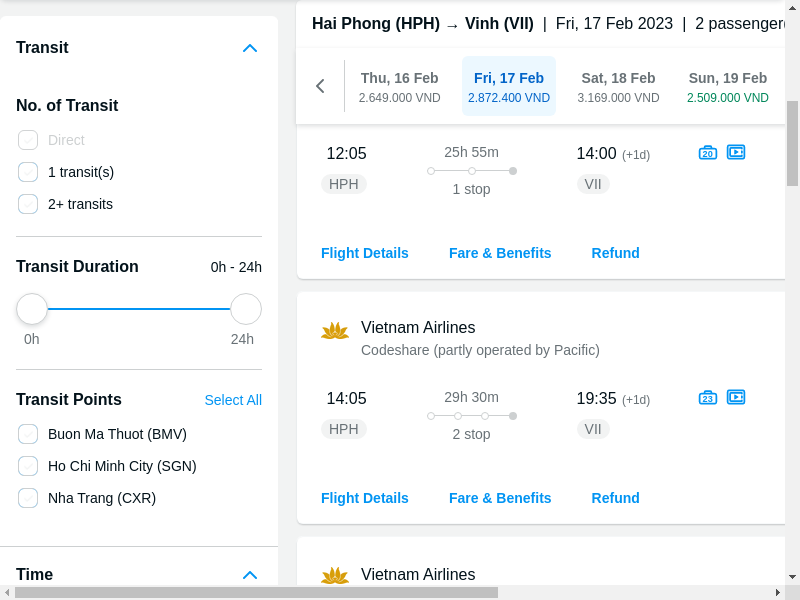 Transit
No. of Transit
Direct
1 transit(s)
2+ transits
Transit Duration
0h - 24h
0h
24h
Transit Points
Select All
Buon Ma Thuot (BMV)
Ho Chi Minh City (SGN)
Nha Trang (CXR)
Time
Hai Phong (HPH) → Vinh (VII) | Fri, 17 Feb 2023 | 2 passenger(
Thu, 16 Feb
2.649.000 VND
Fri, 17 Feb
2.872.400 VND
Sat, 18 Feb
3.169.000 VND
Sun, 19 Feb
2.509.000 VND
12:05
25h 55m
14:00 (+1d)
20
HPH
1 stop
VII
Flight Details
Fare & Benefits
Refund
Vietnam Airlines
Codeshare (partly operated by Pacific)
14:05
29h 30m
19:35 (+1d)
23
HPH
2 stop
VII
Flight Details
Fare & Benefits
Refund
Vietnam Airlines